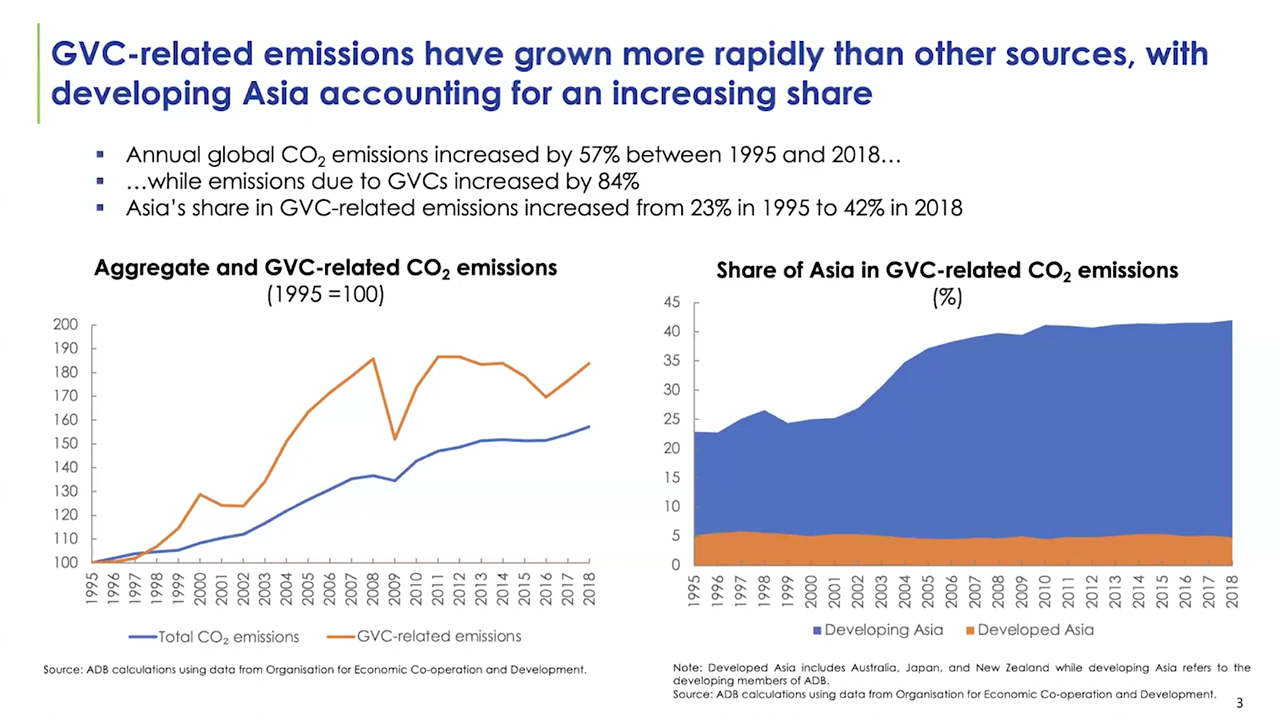 GVC-related emissions have grown more rapidly than other sources, with
developing Asia accounting for an increasing share
▪ Annual global CO₂ emissions increased by 57% between 1995 and 2018…
▪ …while emissions due to GVCs increased by 84%
▪ Asia’s share in GVC-related emissions increased from 23% in 1995 to 42% in 2018
Aggregate and GVC-related CO₂ emissions
(1995 =100)
200
190
180
170
160
150
140
130
120
110
100
1995 1996 1997 1998 1999 2000 2001 2002 2003 2004 2005 2006 2007 2008 2009 2010 2011 2012 2013 2014 2015 2016 2017 2018
Total CO₂ emissions GVC-related emissions
Source: ADB calculations using data from Organisation for Economic Co-operation and Development.
Share of Asia in GVC-related CO₂ emissions
(%)
45
40
35
30
25
20
15
10
5
0
1995 1996 1997 1998 1999 2000 2001 2002 2003 2004 2005 2006 2007 2008 2009 2010 2011 2012 2013 2014 2015 2016 2017 2018
Developing Asia Developed Asia
Note: Developed Asia includes Australia, Japan, and New Zealand while developing Asia refers to the
developing members of ADB.
Source: ADB calculations using data from Organisation for Economic Co-operation and Development.
3